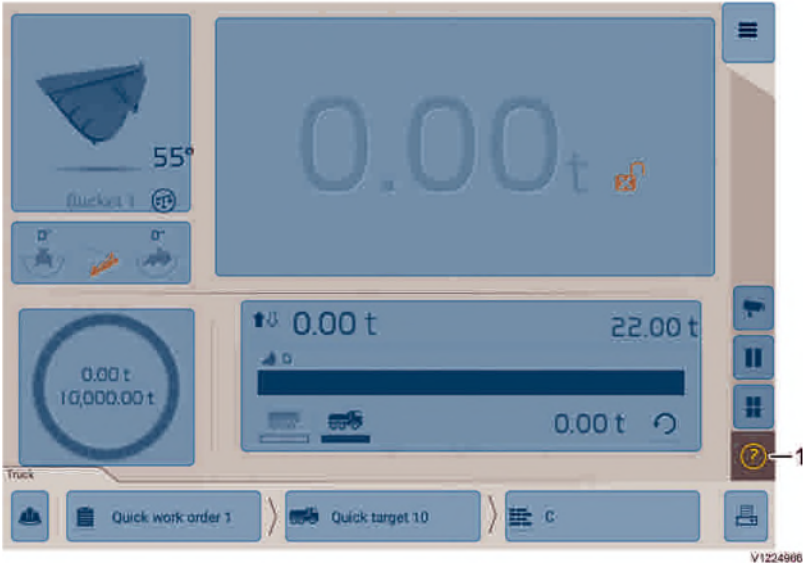 55°
Bucket 1
0.00t
0° 0°
0.00 t
10,000.00 t
0.00 t 22.00 t
0
0.00 t
?
1
Truck
Quick work order 1
Quick target 10
C
V1224966